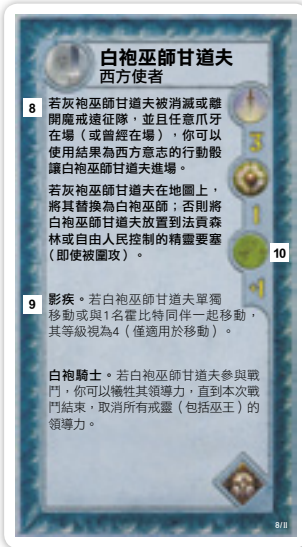 白袍巫師甘道夫
西方使者
8
若灰袍巫師甘道夫被消滅或離
開魔戒遠征隊，並且任意爪牙
在場（或曾經在場），你可以
使用結果為西方意志的行動骰
讓白袍巫師甘道夫進場。
若灰袍巫師甘道夫在地圖上，
將其替換為白袍巫師；否則將
白袍巫師甘道夫放置到法貢森
林或自由人民控制的精靈要塞
（即使被圍攻）。
3
1
10
+1
9
影疾。若白袍巫師甘道夫單獨
移動或與1名霍比特同伴一起移動，
其等級視為4（僅適用於移動）。
白袍騎士。若白袍巫師甘道夫參與戰
鬥，你可以犧牲其領導力，直到本次戰
鬥結束，取消所有戒靈（包括巫王）的
領導力。
8/II